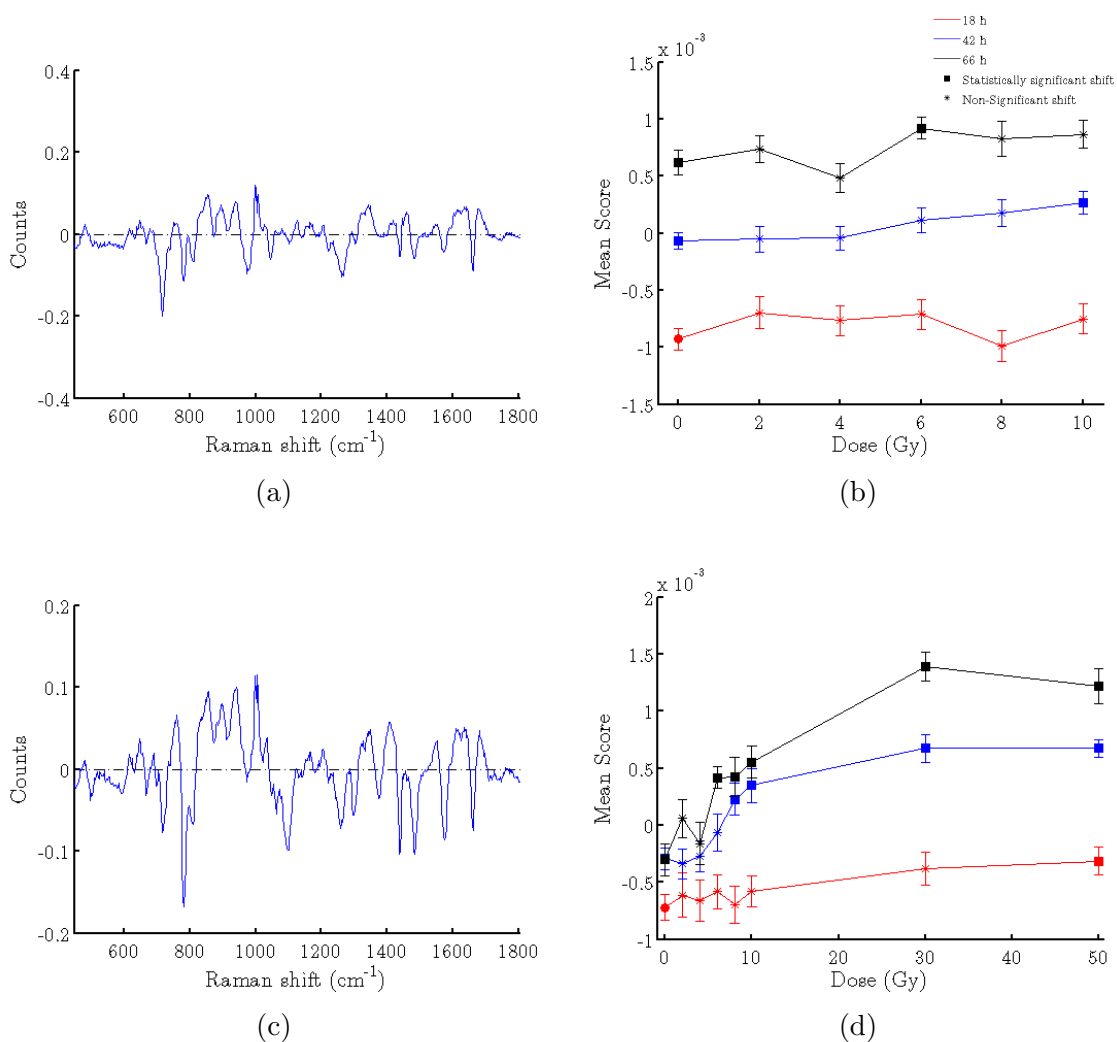 0.4
0.2
0
-0.2
-0.4
Counts
600 800 1000 1200 1400 1600 1800
Raman shift (cm⁻¹)
(a)
18 h
42 h
66 h
Statistically significant shift
Non-Significant shift
x 10⁻³
1.5
1
0.5
0
-0.5
-1
-1.5
Mean Score
0 2 4 6 8 10
Dose (Gy)
(b)
0.2
0.1
0
-0.1
-0.2
Counts
600 800 1000 1200 1400 1600 1800
Raman shift (cm⁻¹)
(c)
x 10⁻³
2
1.5
1
0.5
0
-0.5
-1
Mean Score
0 10 20 30 40 50
Dose (Gy)
(d)